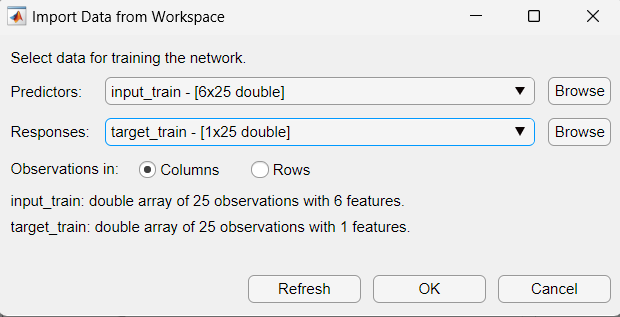 Import Data from Workspace
Select data for training the network.
Predictors: input_train - [6x25 double] Browse
Responses: target_train - [1x25 double] Browse
Observations in: Columns Rows
input_train: double array of 25 observations with 6 features.
target_train: double array of 25 observations with 1 features.
Refresh OK Cancel